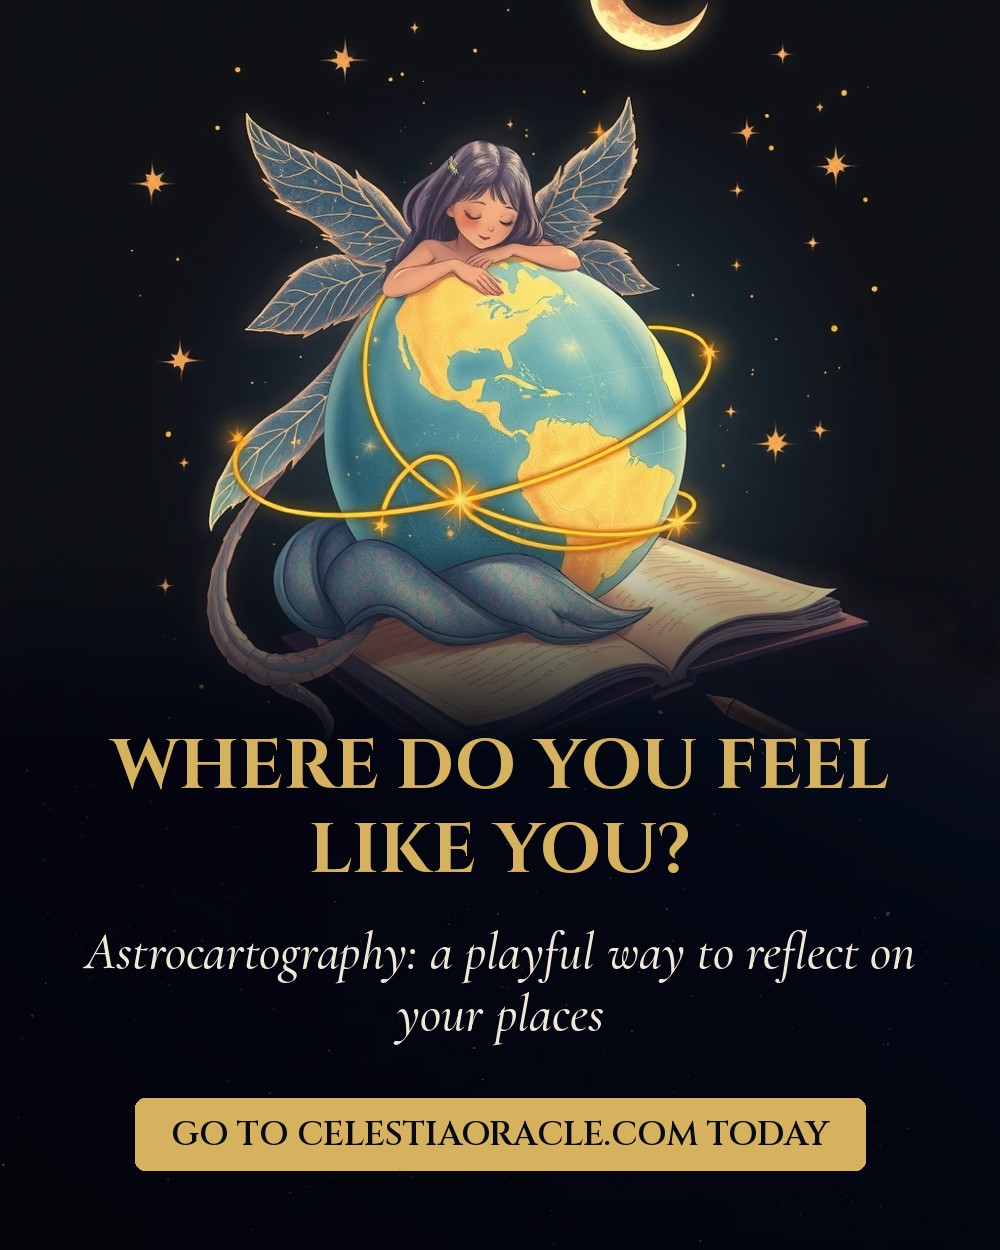 WHERE DO YOU FEEL
LIKE YOU?
Astrocartography: a playful way to reflect on
your places
GO TO CELESTIAORACLE.COM TODAY